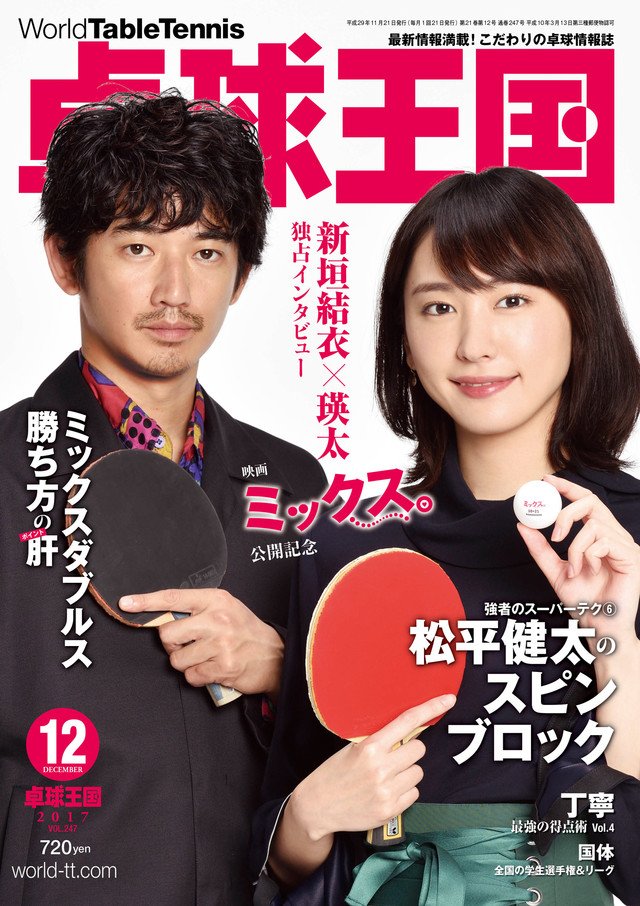 World Table Tennis
平成29年11月21日発行(毎月1回21日発行) 第21巻第12号 通巻247号 平成10年3月13日第三種郵便物認可
最新情報満載!こだわりの卓球情報誌
卓球王国
新垣結衣×瑛太
独占インタビュー
映画
ミックス。
公開記念
ミックスダブルス
勝ち方の肝
ポイント
ミックス。
強者のスーパーテク⑥
松平健太の
スピン
ブロック
12
DECEMBER
卓球王国
2017
VOL.247
720yen
world-tt.com
丁寧
最強の得点術 Vol.4
国体
全国の学生選手権&リーグ